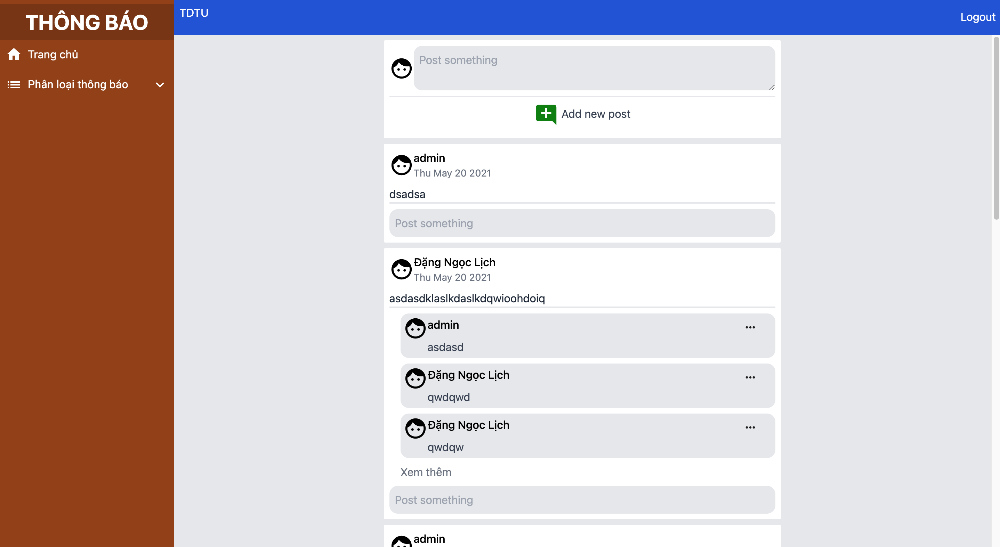 THÔNG BÁO
Trang chủ
Phân loại thông báo
TDTU
Logout
Post something
Add new post
admin
Thu May 20 2021
dsadsa
Post something
Đặng Ngọc Lịch
Thu May 20 2021
asdasdklaslkdaslkdqwioohdoiq
admin
asdasd
Đặng Ngọc Lịch
qwdqwd
Đặng Ngọc Lịch
qwdqw
Xem thêm
Post something
admin